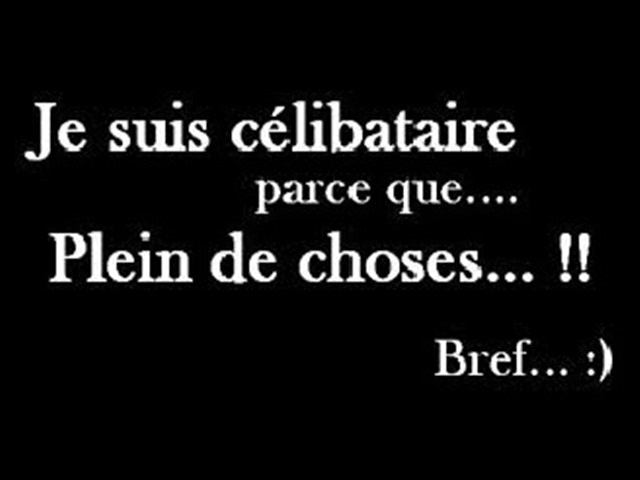 Je suis célibataire
parce que....
Plein de choses... !!
Bref... :)